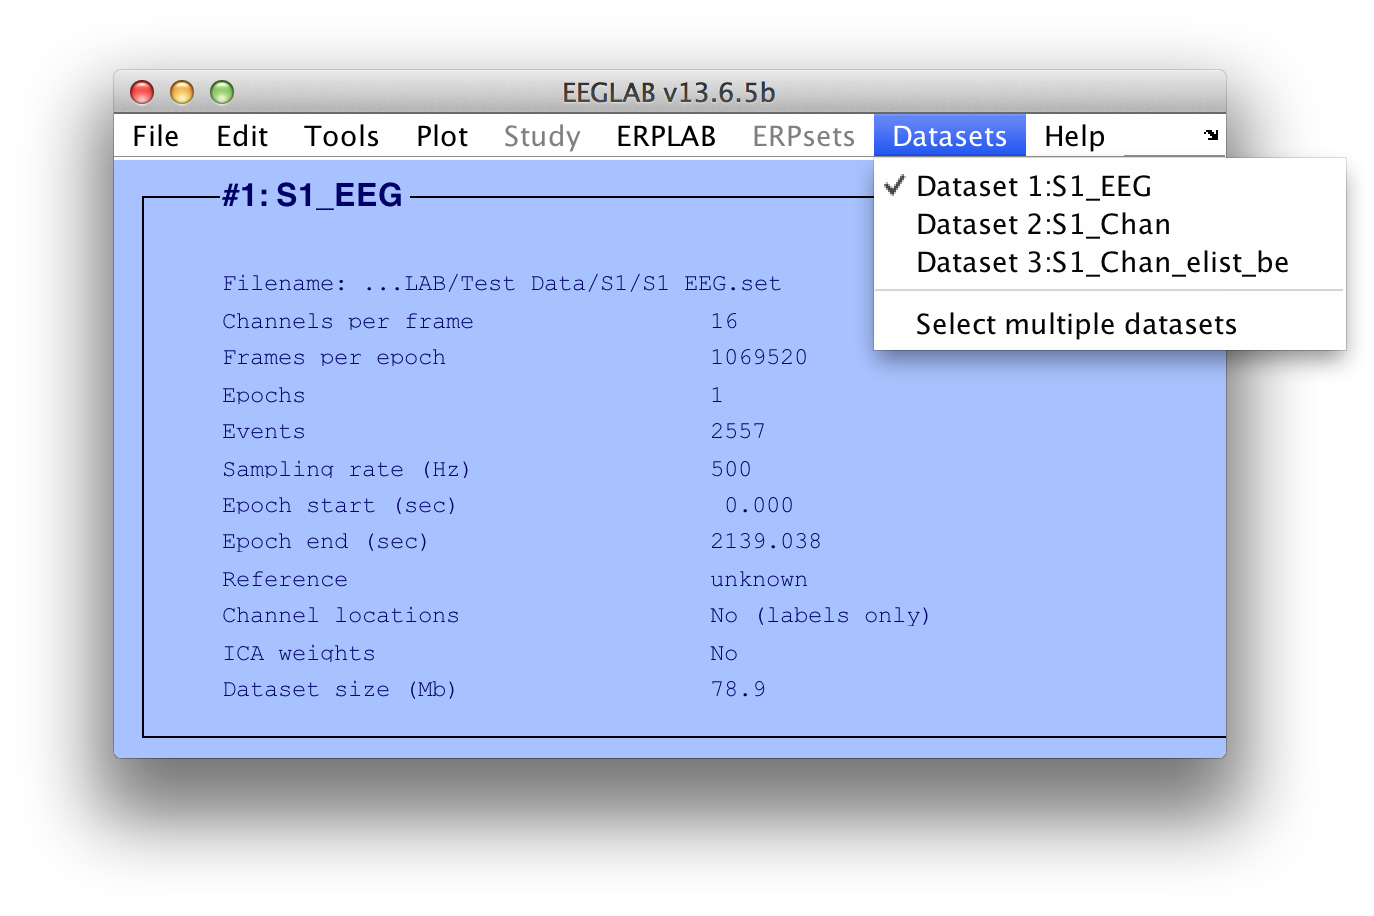 EEGLAB v13.6.5b
File Edit Tools Plot Study ERPLAB ERPsets Datasets Help
#1: S1_EEG
Dataset 1:S1_EEG
Dataset 2:S1_Chan
Dataset 3:S1_Chan_elist_be
Select multiple datasets
Filename: ...LAB/Test Data/S1/S1 EEG.set
Channels per frame 16
Frames per epoch 1069520
Epochs 1
Events 2557
Sampling rate (Hz) 500
Epoch start (sec) 0.000
Epoch end (sec) 2139.038
Reference unknown
Channel locations No (labels only)
ICA weights No
Dataset size (Mb) 78.9